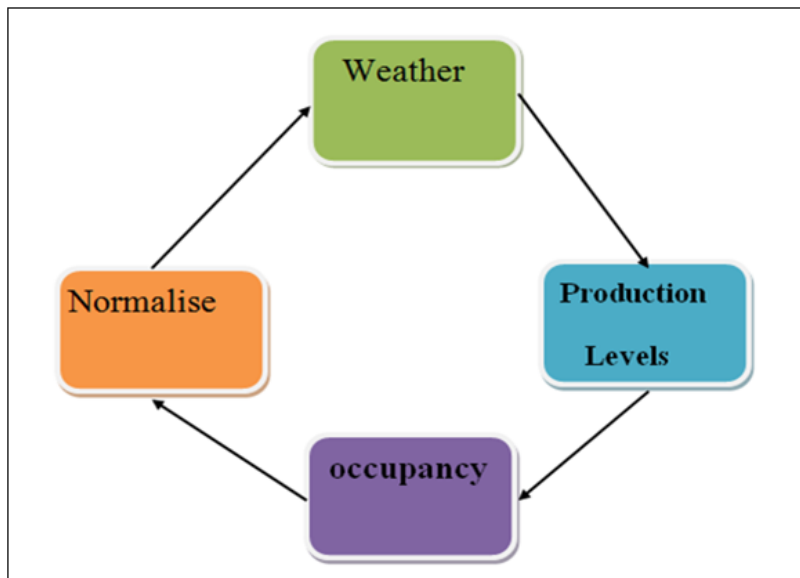 Weather
Normalise
Production
Levels
occupancy